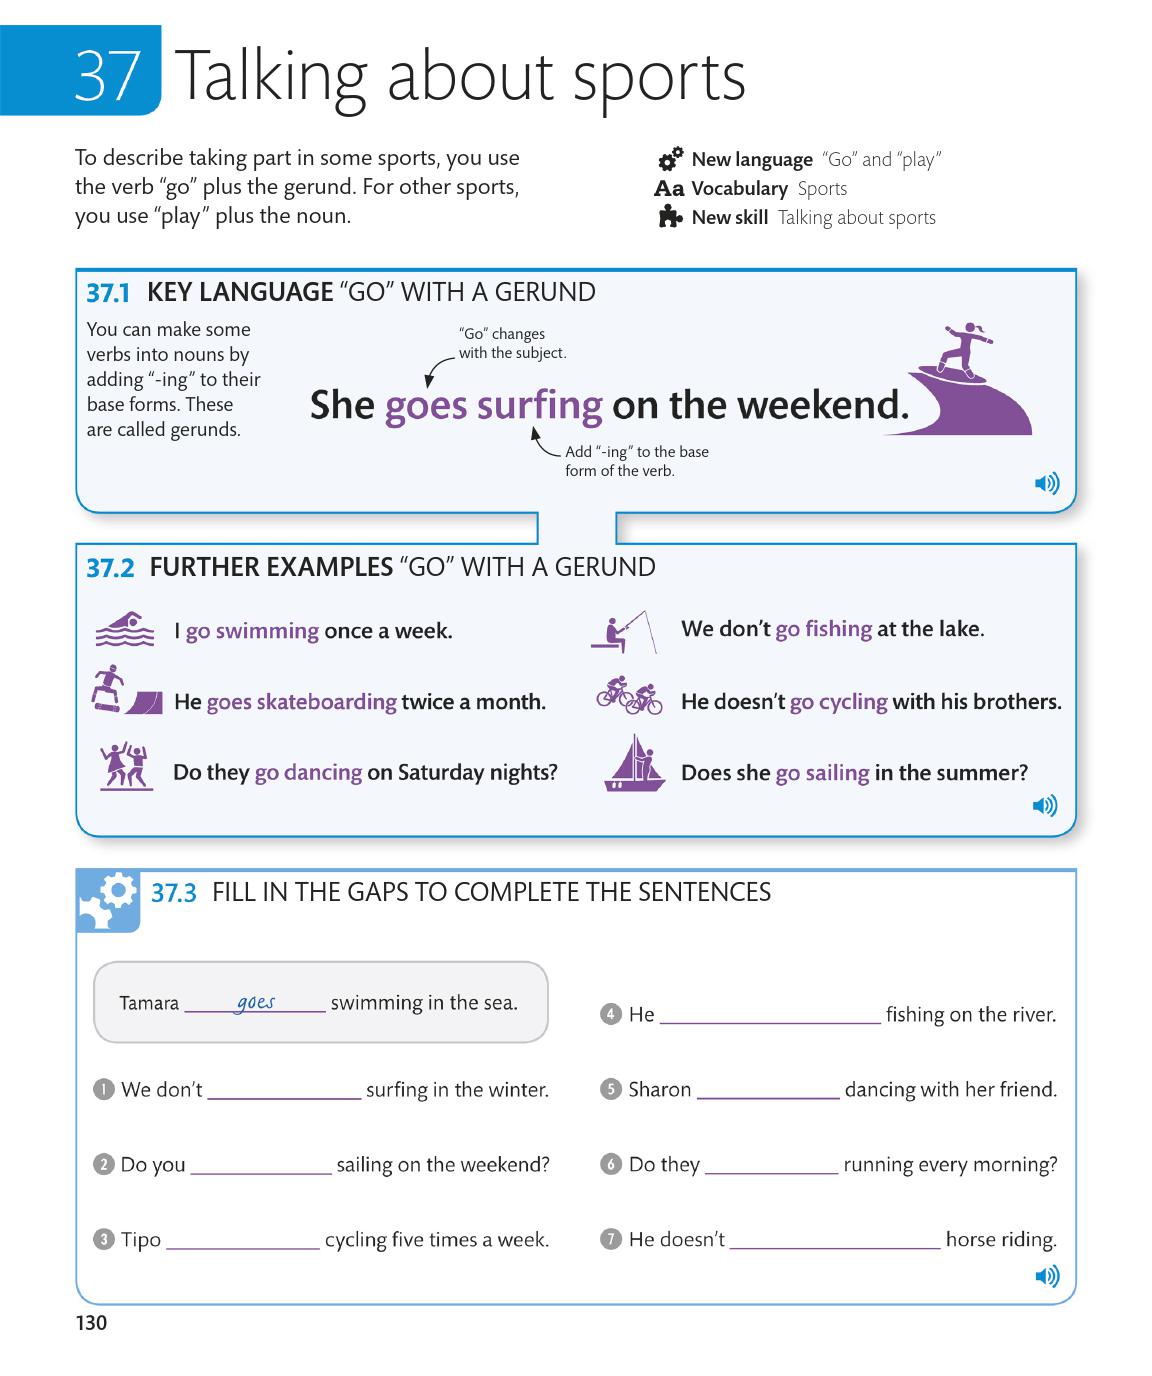 37 Talking about sports
To describe taking part in some sports, you use
the verb “go” plus the gerund. For other sports,
you use “play” plus the noun.
New language “Go” and “play”
Aa Vocabulary Sports
New skill Talking about sports
37.1 KEY LANGUAGE “GO” WITH A GERUND
You can make some
verbs into nouns by
adding “-ing” to their
base forms. These
are called gerunds.
“Go” changes
with the subject.
She goes surfing on the weekend.
Add “-ing” to the base
form of the verb.
37.2 FURTHER EXAMPLES “GO” WITH A GERUND
I go swimming once a week.
He goes skateboarding twice a month.
Do they go dancing on Saturday nights?
We don’t go fishing at the lake.
He doesn’t go cycling with his brothers.
Does she go sailing in the summer?
37.3 FILL IN THE GAPS TO COMPLETE THE SENTENCES
Tamara goes swimming in the sea.
1 We don’t ____ surfing in the winter.
2 Do you ____ sailing on the weekend?
3 Tipo ____ cycling five times a week.
4 He ____ fishing on the river.
5 Sharon ____ dancing with her friend.
6 Do they ____ running every morning?
7 He doesn’t ____ horse riding.
130